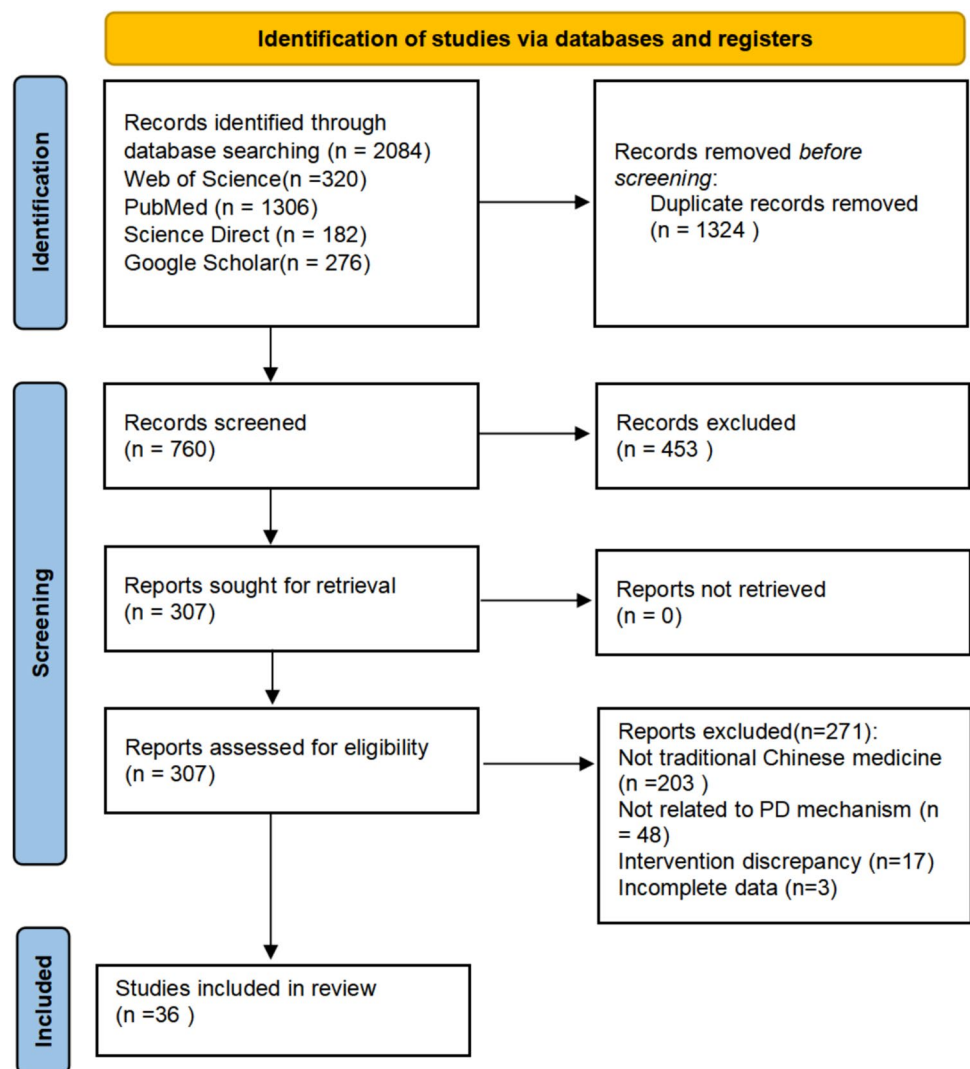 Identification of studies via databases and registers
Identification
Records identified through
database searching (n = 2084)
Web of Science(n =320)
PubMed (n = 1306)
Science Direct (n = 182)
Google Scholar(n = 276)
Records removed before
screening:
Duplicate records removed
(n = 1324 )
Screening
Records screened
(n = 760)
Records excluded
(n = 453 )
Reports sought for retrieval
(n = 307)
Reports not retrieved
(n = 0)
Reports assessed for eligibility
(n = 307)
Reports excluded(n=271):
Not traditional Chinese medicine
(n =203 )
Not related to PD mechanism (n
= 48)
Intervention discrepancy (n=17)
Incomplete data (n=3)
Included
Studies included in review
(n =36 )